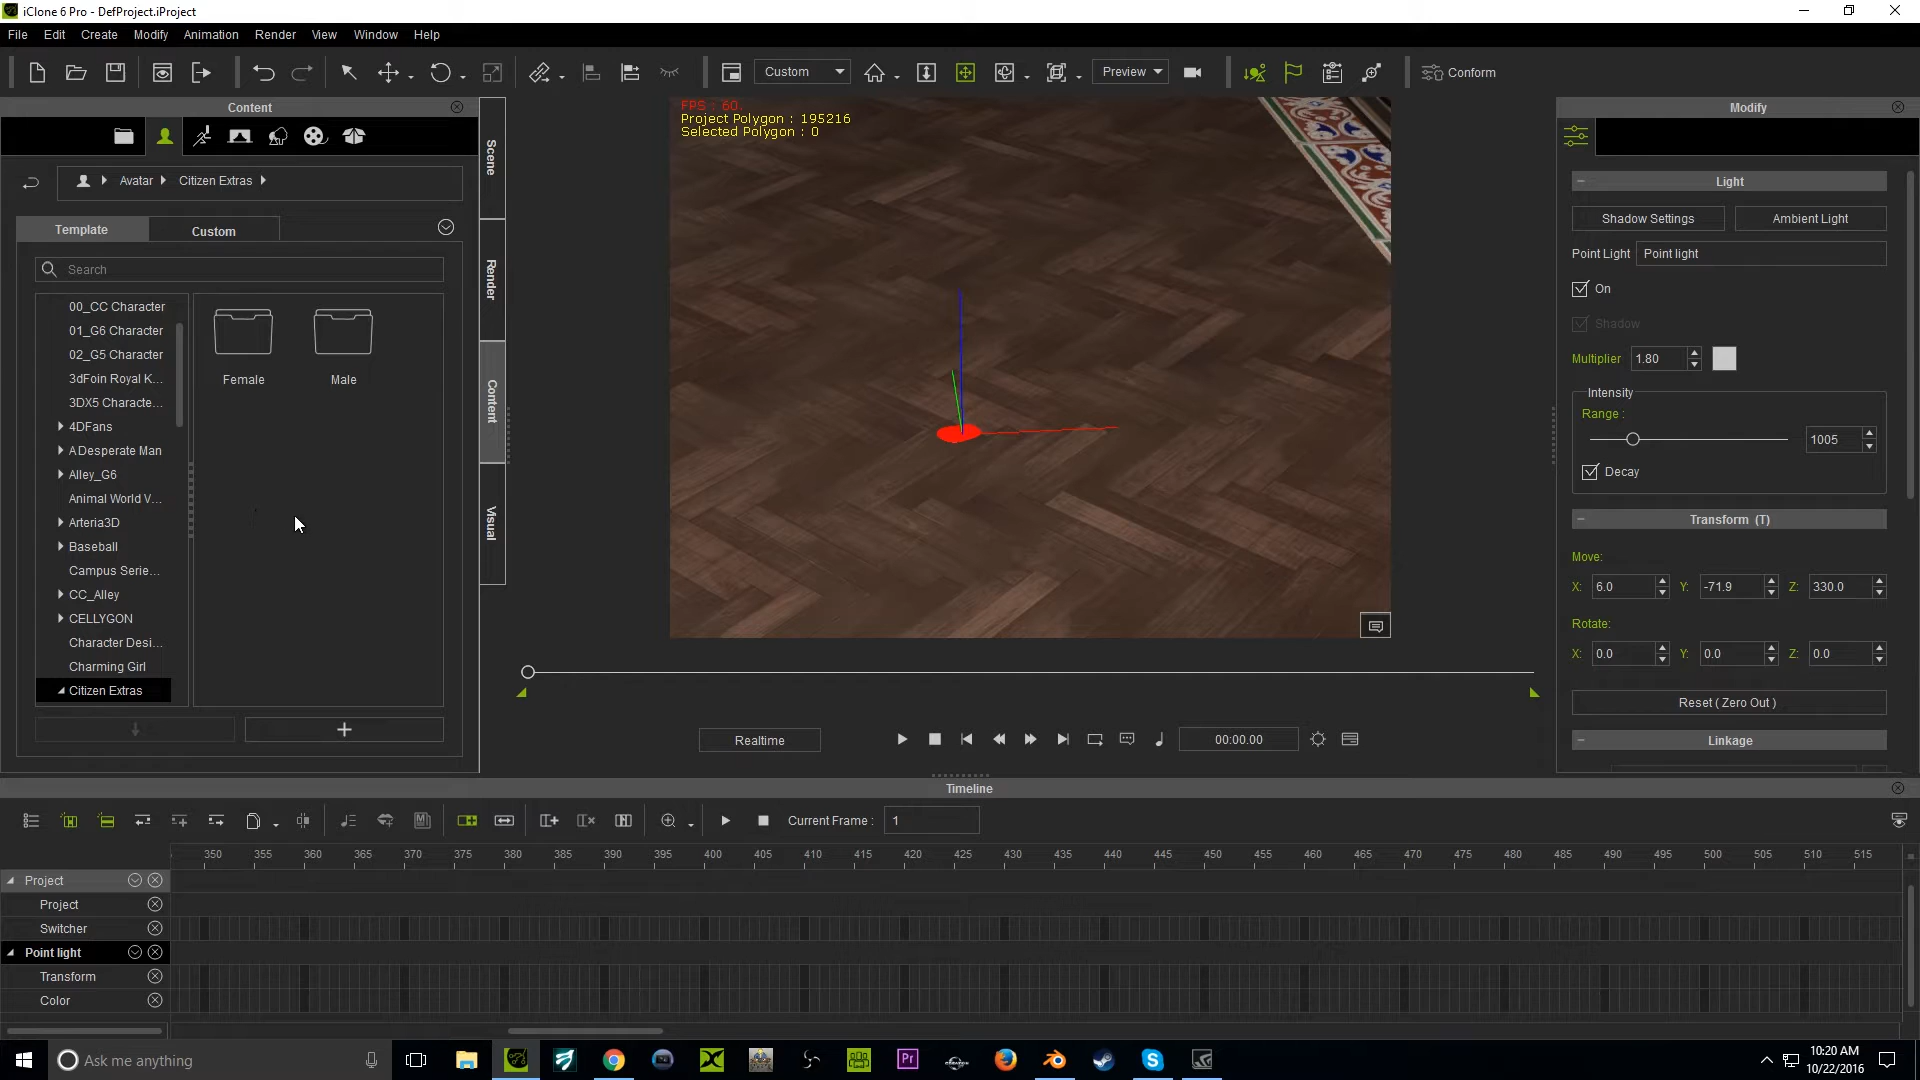 iClone 6 Pro - DefProject.iProject
File Edit Create Modify Animation Render View Window Help
Custom Preview Conform
Content
Avatar Citizen Extras
Template Custom
Search
00_CC Character
01_G6 Character
02_G5 Character
3dFoin Royal K...
3DX5 Characte...
4DFans
A Desperate Man
Alley_G6
Animal World V...
Arteria3D
Baseball
Campus Serie...
CC_Alley
CELLYGON
Character Desi...
Charming Girl
Citizen Extras
Female Male
Scene
Render
Content
Visual
FPS : 60.
Project Polygon : 195216
Selected Polygon : 0
Realtime
00:00.00
Modify
Light
Shadow Settings Ambient Light
Point Light Point light
On
Shadow
Multiplier 1.80
Intensity
Range :
1005
Decay
Transform (T)
Move:
X: 6.0 Y: -71.9 Z: 330.0
Rotate:
X: 0.0 Y: 0.0 Z: 0.0
Reset ( Zero Out )
Linkage
Timeline
Current Frame : 1
350 355 360 365 370 375 380 385 390 395 400 405 410 415 420 425 430 435 440 445 450 455 460 465 470 475 480 485 490 495 500 505 510 515
Project
Project
Switcher
Point light
Transform
Color
Ask me anything
Pr
10:20 AM
10/22/2016